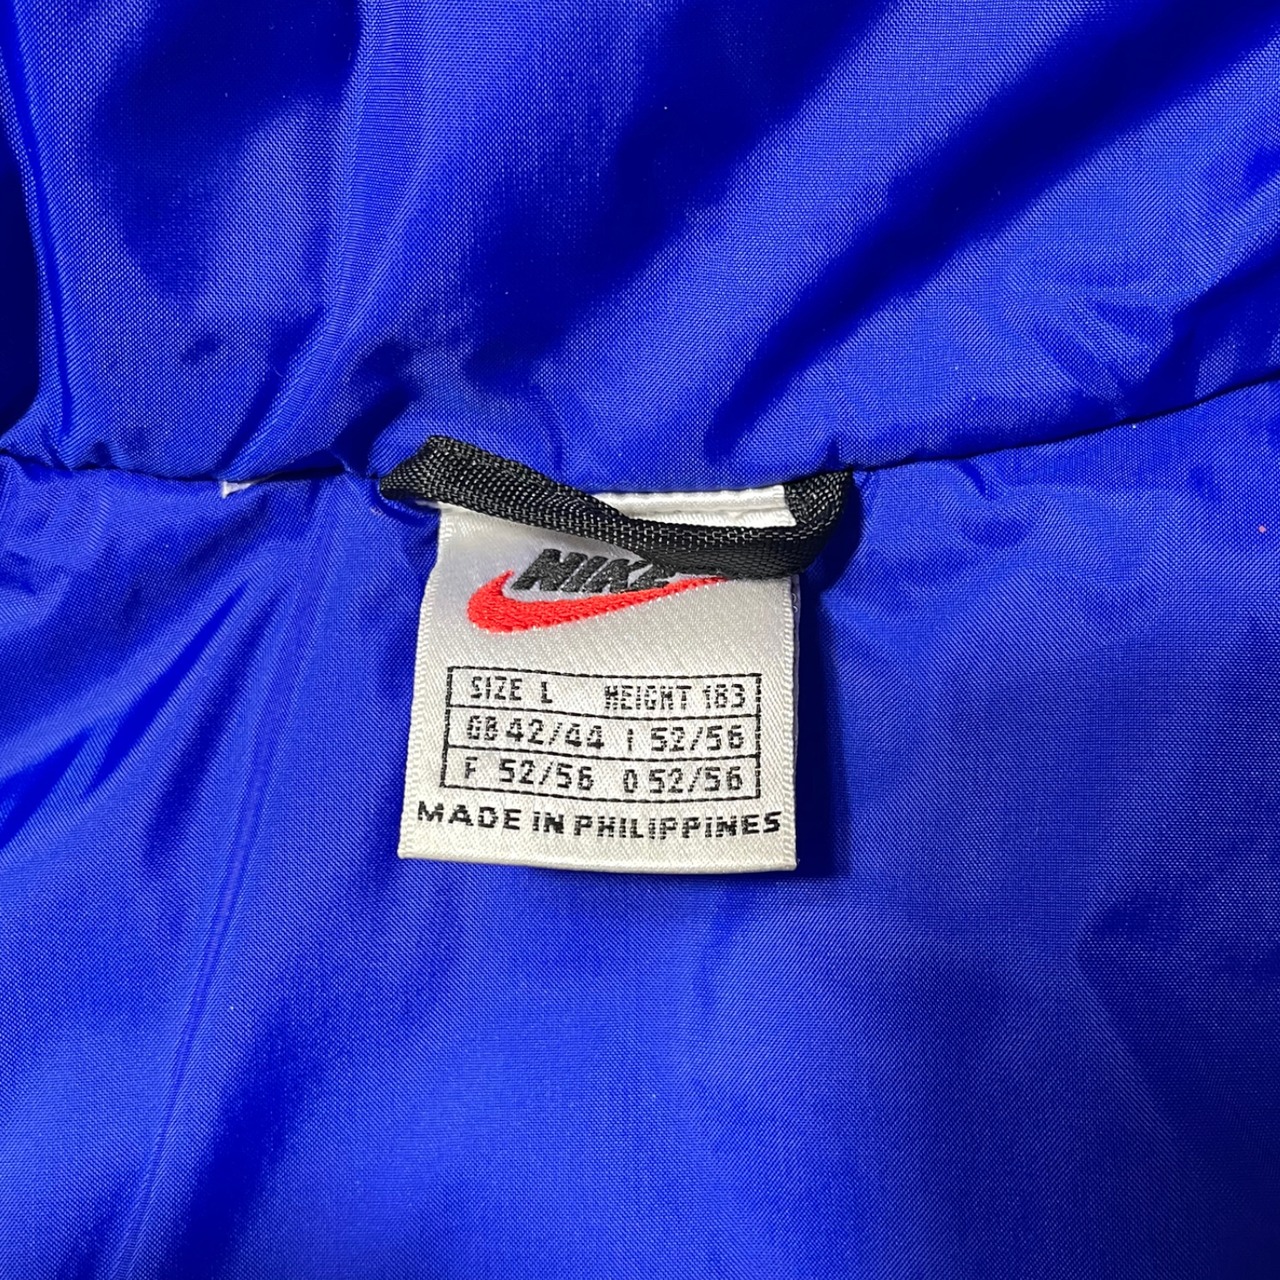 NIKE
SIZE L HEIGHT 183
GB 42/44 I 52/56
F 52/56 D 52/56
MADE IN PHILIPPINES